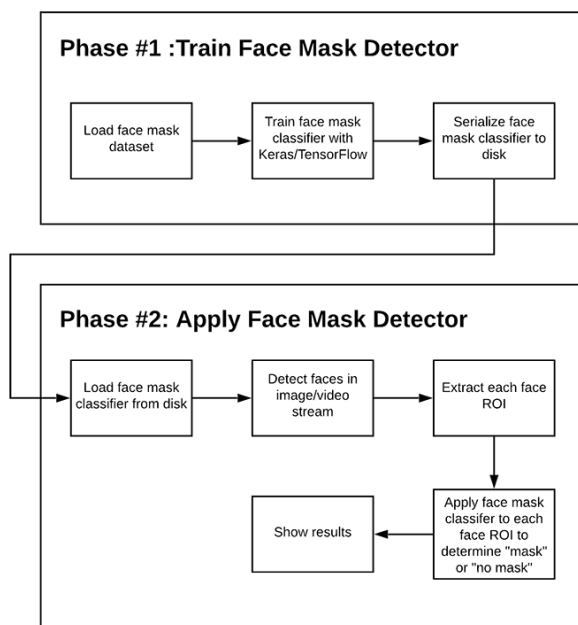 Phase #1 :Train Face Mask Detector
Load face mask
dataset
Train face mask
classifier with
Keras/TensorFlow
Serialize face
mask classifier to
disk
Phase #2: Apply Face Mask Detector
Load face mask
classifier from disk
Detect faces in
image/video
stream
Extract each face
ROI
Apply face mask
classifer to each
face ROI to
determine "mask"
or "no mask"
Show results